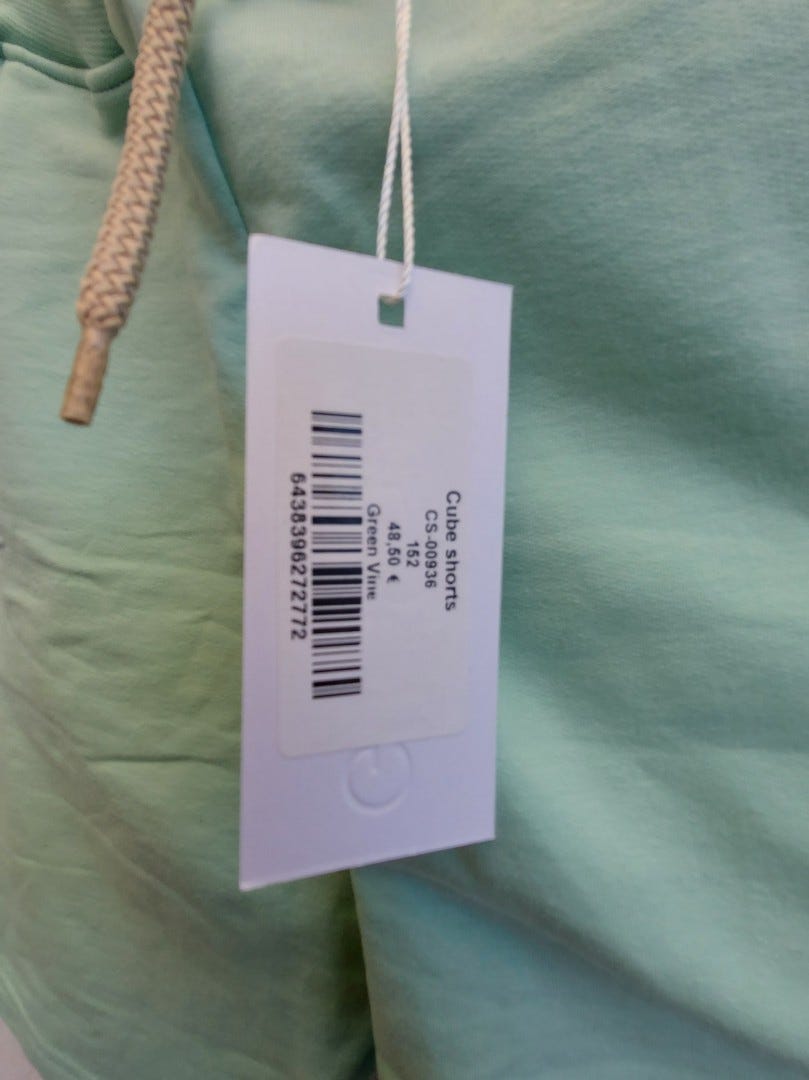 Cube shorts
CS-00936
152
48,50 €
Green Vine
6438396272772